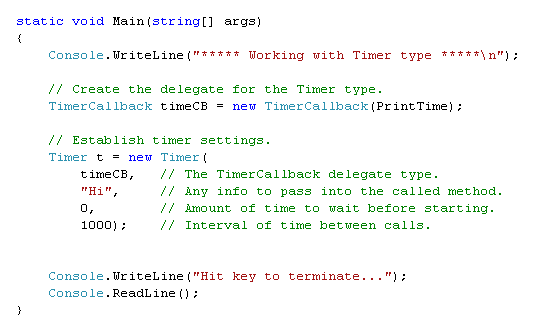 static void Main(string[] args)
{
    Console.WriteLine("***** Working with Timer type *****\n");
    // Create the delegate for the Timer type.
    TimerCallback timeCB = new TimerCallback(PrintTime);
    // Establish timer settings.
    Timer t = new Timer(
        timeCB,   // The TimerCallback delegate type.
        "Hi",     // Any info to pass into the called method.
        0,        // Amount of time to wait before starting.
        1000);    // Interval of time between calls.
    Console.WriteLine("Hit key to terminate...");
    Console.ReadLine();
}